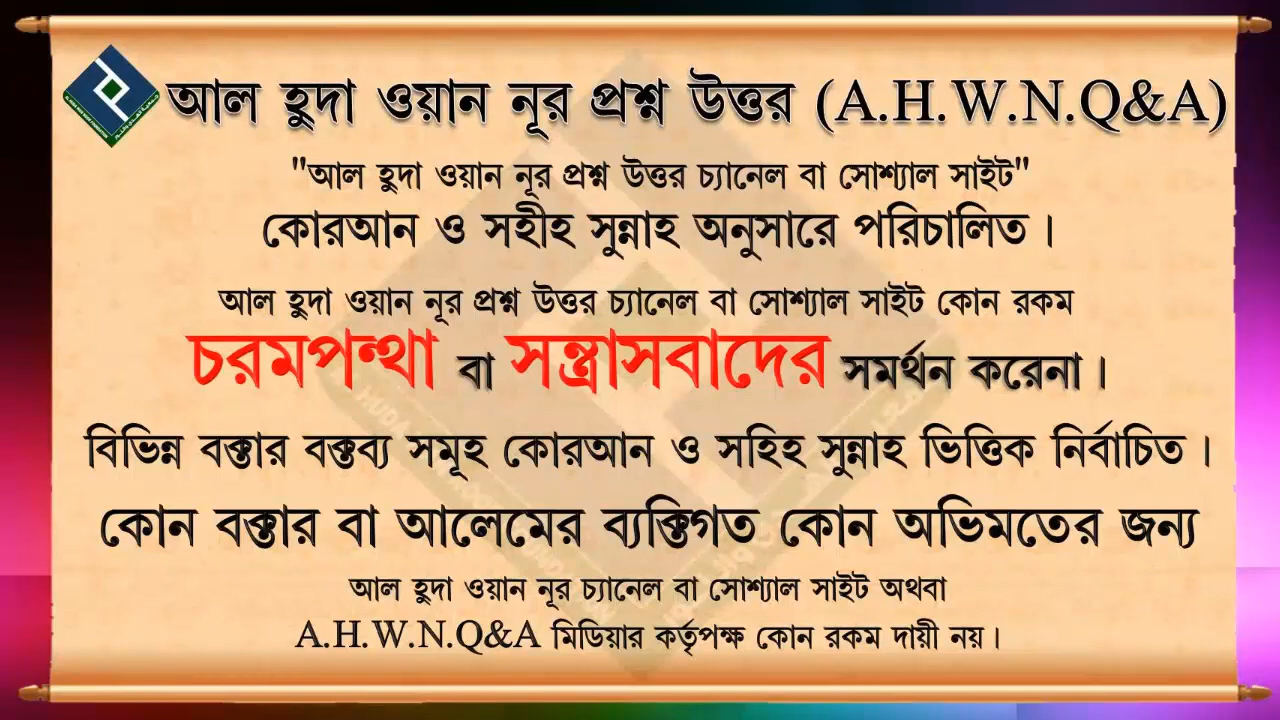 আল হুদা ওয়ান নূর প্রশ্ন উত্তর (A.H.W.N.Q&A)
"আল হুদা ওয়ান নূর প্রশ্ন উত্তর চ্যানেল বা সোশ্যাল সাইট"
কোরআন ও সহীহ সুন্নাহ অনুসারে পরিচালিত।
আল হুদা ওয়ান নূর প্রশ্ন উত্তর চ্যানেল বা সোশ্যাল সাইট কোন রকম
চরমপন্থা বা সন্ত্রাসবাদের সমর্থন করেনা।
বিভিন্ন বক্তার বক্তব্য সমূহ কোরআন ও সহিহ সুন্নাহ ভিত্তিক নির্বাচিত।
কোন বক্তার বা আলেমের ব্যক্তিগত কোন অভিমতের জন্য
আল হুদা ওয়ান নূর চ্যানেল বা সোশ্যাল সাইট অথবা
A.H.W.N.Q&A মিডিয়ার কর্তৃপক্ষ কোন রকম দায়ী নয়।